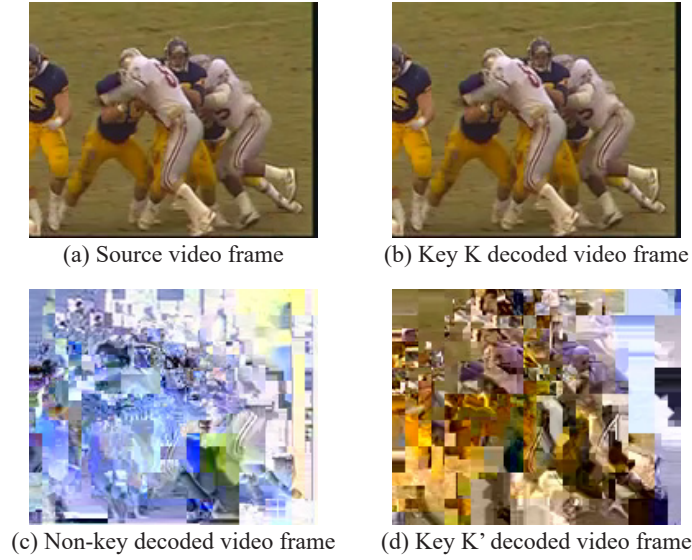 (a) Source video frame
(b) Key K decoded video frame
(c) Non-key decoded video frame
(d) Key K’ decoded video frame